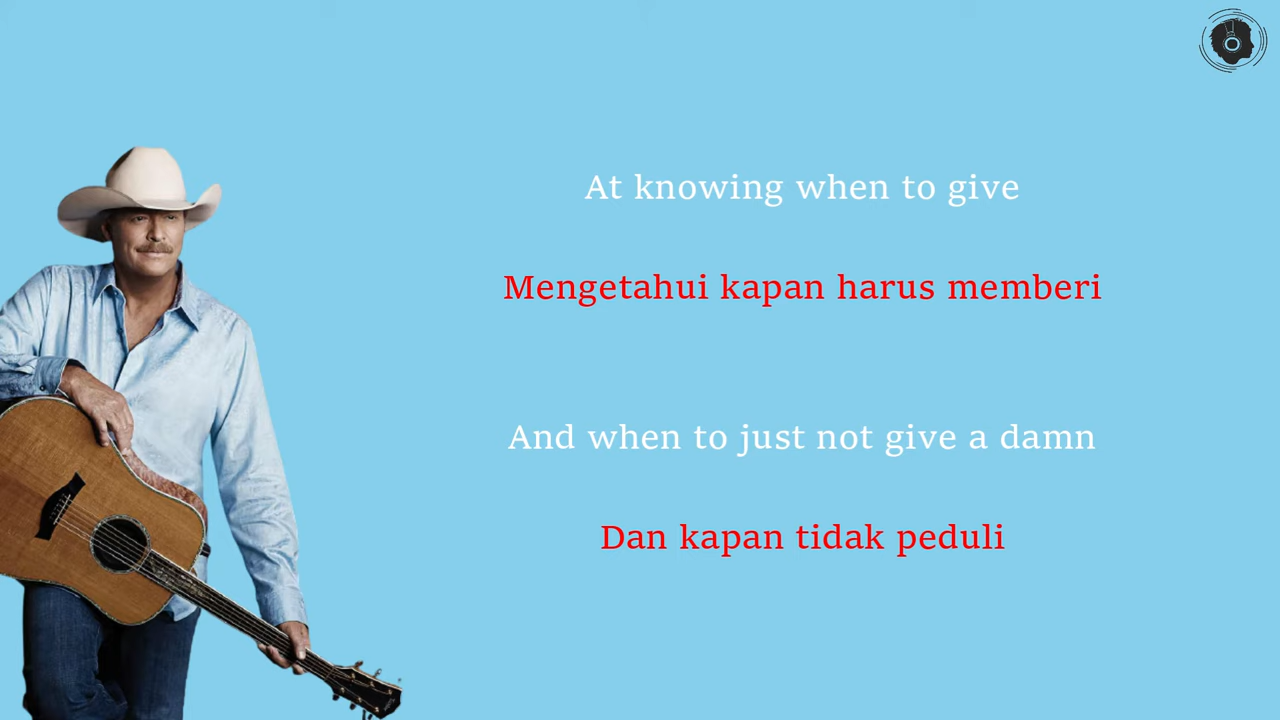 At knowing when to give
Mengetahui kapan harus memberi
And when to just not give a damn
Dan kapan tidak peduli